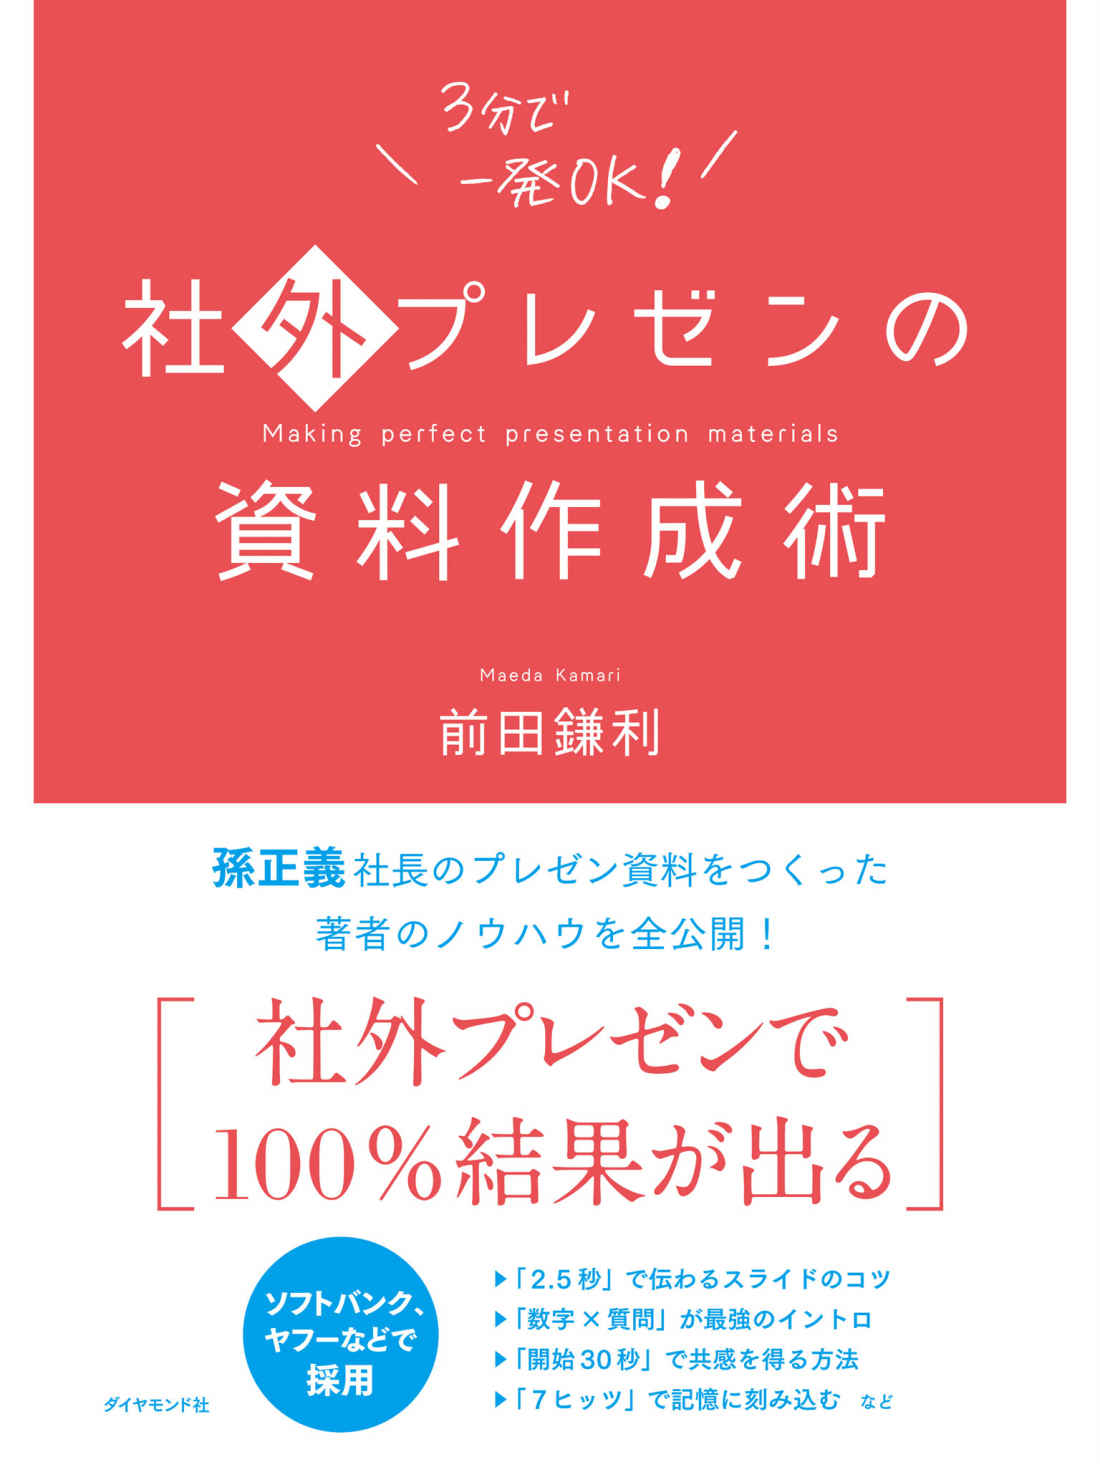 3分で
一発OK!
社外プレゼンの
Making perfect presentation materials
資料作成術
Maeda Kamari
前田鎌利
孫正義社長のプレゼン資料をつくった
著者のノウハウを全公開！
社外プレゼンで
100%結果が出る
ソフトバンク、
ヤフーなどで
採用
▶「2.5秒」で伝わるスライドのコツ
▶「数字×質問」が最強のイントロ
▶「開始30秒」で共感を得る方法
▶「7ヒッツ」で記憶に刻み込む など
ダイヤモンド社